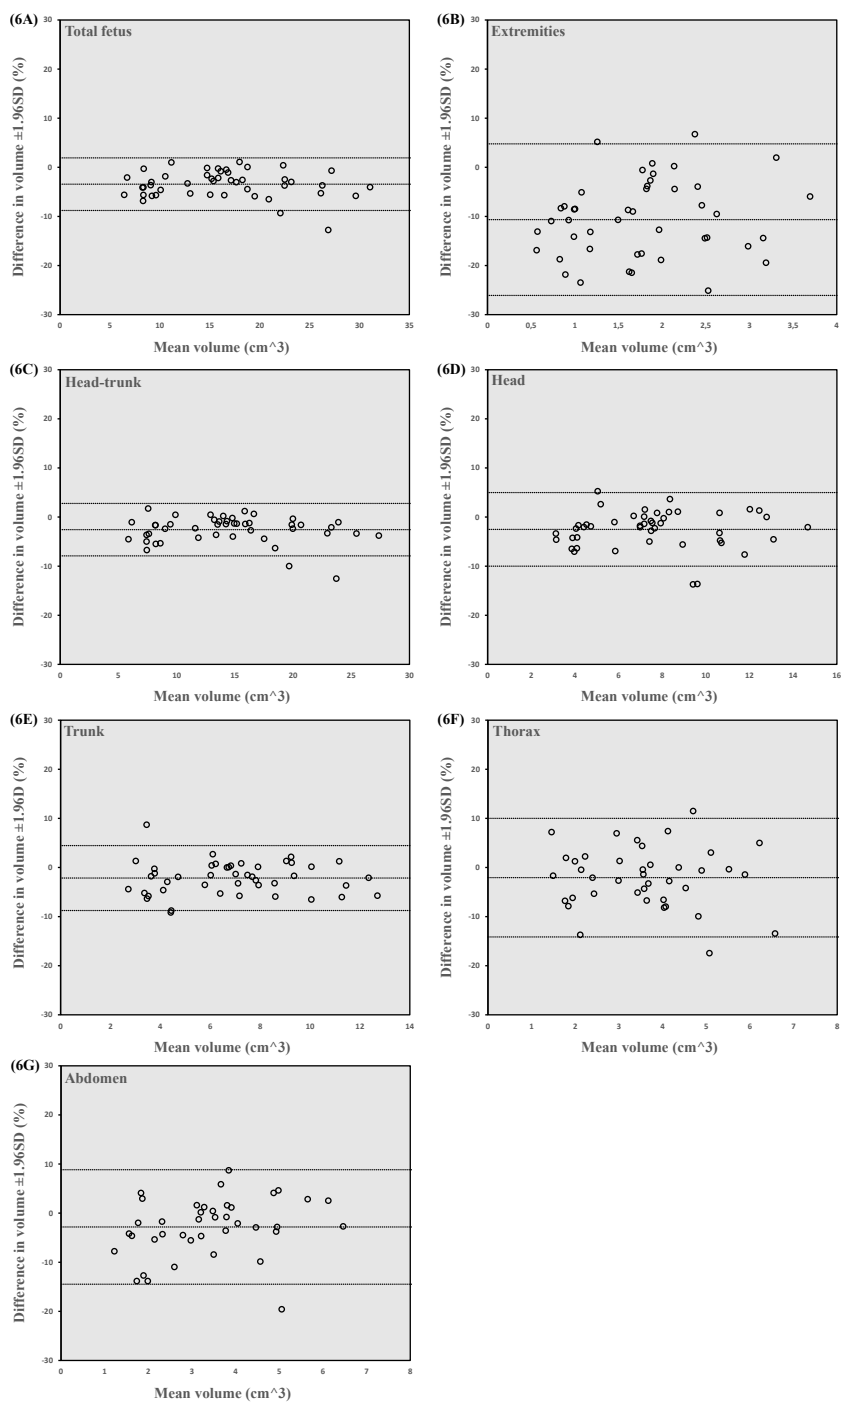 (6A)
Total fetus
Difference in volume ±1.96SD (%)
30
20
10
0
-10
-20
-30
0 5 10 15 20 25 30 35
Mean volume (cm^3)
(6B)
Extremities
Difference in volume ±1.96SD (%)
30
20
10
0
-10
-20
-30
0 0,5 1 1,5 2 2,5 3 3,5 4
Mean volume (cm^3)
(6C)
Head-trunk
Difference in volume ±1.96SD (%)
30
20
10
0
-10
-20
-30
0 5 10 15 20 25 30
Mean volume (cm^3)
(6D)
Head
Difference in volume ±1.96SD (%)
30
20
10
0
-10
-20
-30
0 2 4 6 8 10 12 14 16
Mean volume (cm^3)
(6E)
Trunk
Difference in volume ±1.96D (%)
30
20
10
0
-10
-20
-30
0 2 4 6 8 10 12 14
Mean volume (cm^3)
(6F)
Thorax
Difference in volume ±1.96SD (%)
30
20
10
0
-10
-20
-30
0 1 2 3 4 5 6 7 8
Mean volume (cm^3)
(6G)
Abdomen
Difference in volume ±1.96SD (%)
30
20
10
0
-10
-20
-30
0 1 2 3 4 5 6 7 8
Mean volume (cm^3)